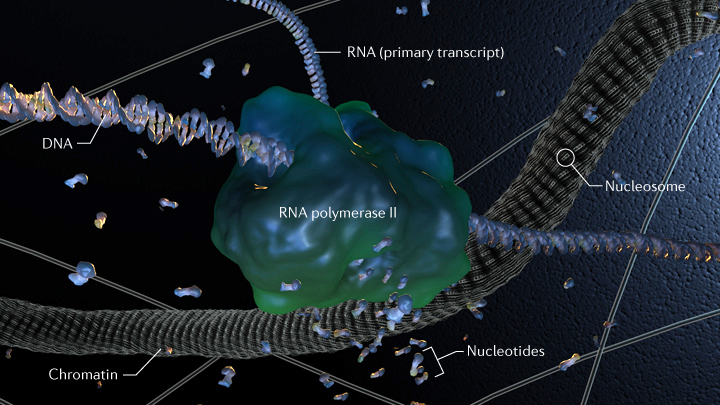 RNA (primary transcript)
DNA
Nucleosome
RNA polymerase II
Nucleotides
Chromatin